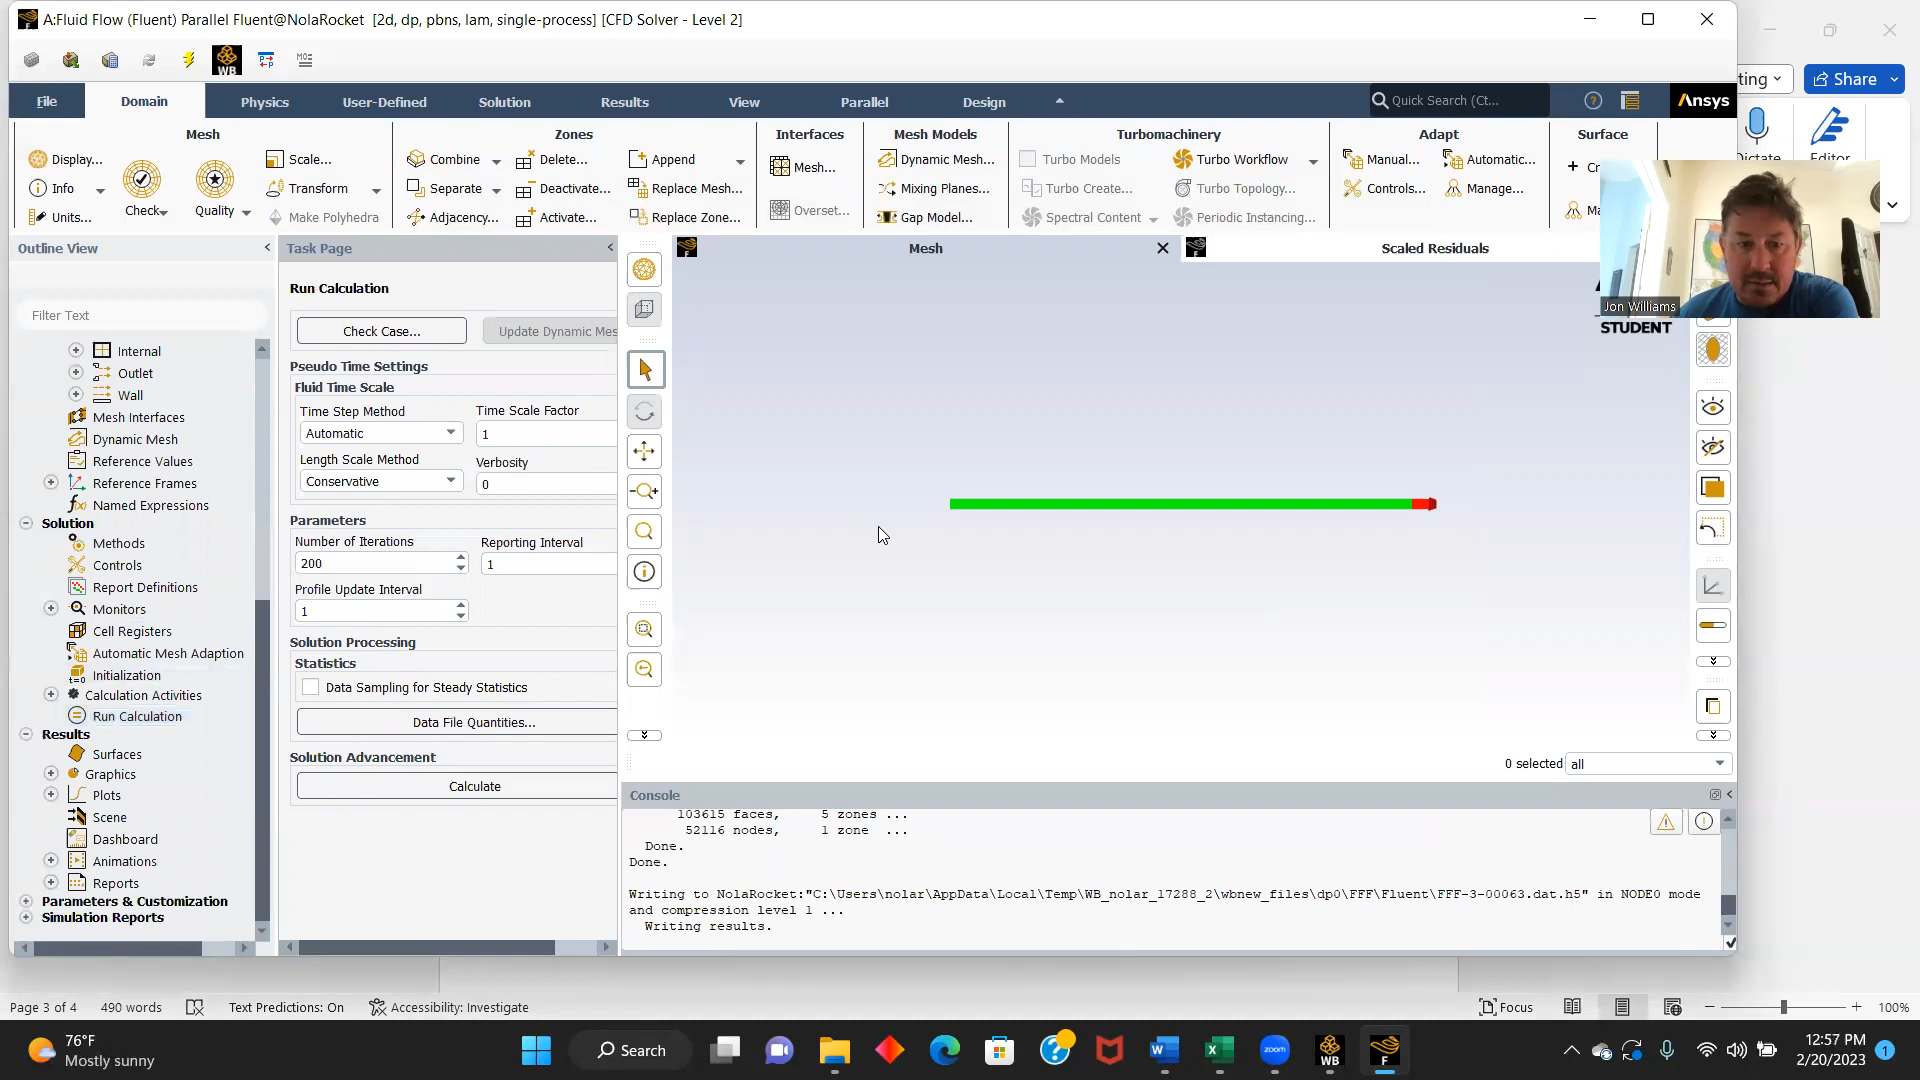 A:Fluid Flow (Fluent) Parallel Fluent@NolaRocket [2d, dp, pbns, lam, single-process] [CFD Solver - Level 2]
WB
File
Domain
Physics
User-Defined
Solution
Results
View
Parallel
Design
Quick Search (Ct...
Ansys
ting
Share
Mesh
Zones
Interfaces
Mesh Models
Turbomachinery
Adapt
Surface
Dictate
Editor
Display...
Info
Units...
Check
Quality
Scale...
Transform
Make Polyhedra
Combine
Separate
Adjacency...
Delete...
Deactivate...
Activate...
Append
Replace Mesh...
Replace Zone...
Mesh...
Overset...
Dynamic Mesh...
Mixing Planes...
Gap Model...
Turbo Models
Turbo Create...
Spectral Content
Turbo Workflow
Turbo Topology...
Periodic Instancing...
Manual...
Controls...
Automatic...
Manage...
+ Cr
Ma
Outline View
Task Page
Mesh
Scaled Residuals
Jon Williams
STUDENT
Filter Text
Internal
Outlet
Wall
Mesh Interfaces
Dynamic Mesh
Reference Values
Reference Frames
Named Expressions
Solution
Methods
Controls
Report Definitions
Monitors
Cell Registers
Automatic Mesh Adaption
Initialization
Calculation Activities
Run Calculation
Results
Surfaces
Graphics
Plots
Scene
Dashboard
Animations
Reports
Parameters & Customization
Simulation Reports
Run Calculation
Check Case...
Update Dynamic Mes
Pseudo Time Settings
Fluid Time Scale
Time Step Method
Time Scale Factor
Automatic
1
Length Scale Method
Verbosity
Conservative
0
Parameters
Number of Iterations
Reporting Interval
200
1
Profile Update Interval
1
Solution Processing
Statistics
Data Sampling for Steady Statistics
Data File Quantities...
Solution Advancement
Calculate
0 selected all
Console
103615 faces, 5 zones ...
52116 nodes, 1 zone ...
Done.
Done.
Writing to NolaRocket:"C:\Users\nolar\AppData\Local\Temp\WB_nolar_17288_2\wbnew_files\dp0\FFF\Fluent\FFF-3-00063.dat.h5" in NODE0 mode
and compression level 1 ...
Writing results.
Page 3 of 4
490 words
Text Predictions: On
Accessibility: Investigate
Focus
100%
76°F
Mostly sunny
Search
zoom
WB
12:57 PM
2/20/2023
1